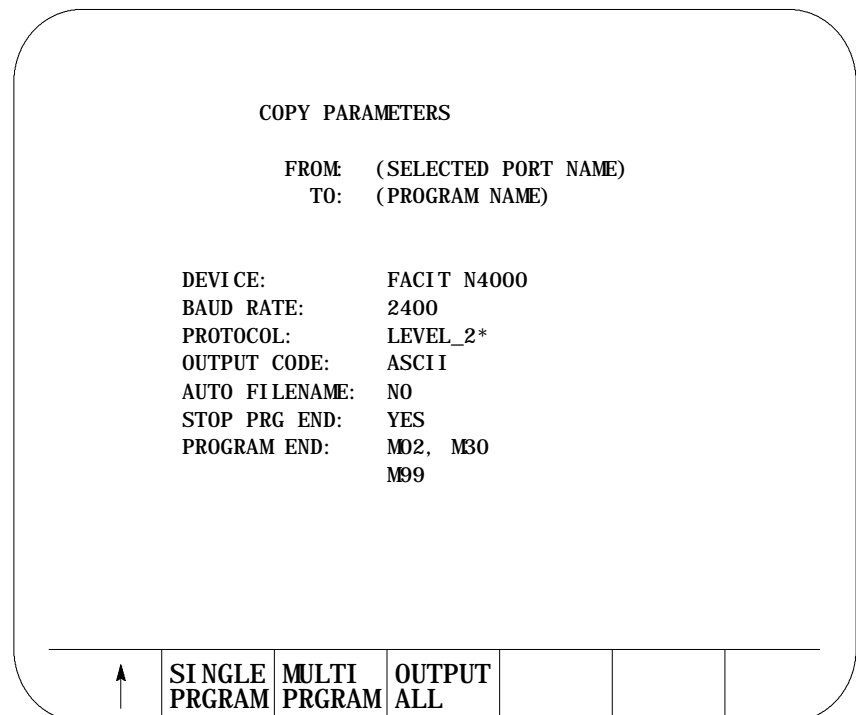 COPY PARAMETERS
FROM: (SELECTED PORT NAME)
TO: (PROGRAM NAME)
DEVICE: FACIT N4000
BAUD RATE: 2400
PROTOCOL: LEVEL_2*
OUTPUT CODE: ASCII
AUTO FILENAME: NO
STOP PRG END: YES
PROGRAM END: M02, M30
M99
SINGLE MULTI OUTPUT
PRGRAM PRGRAM ALL